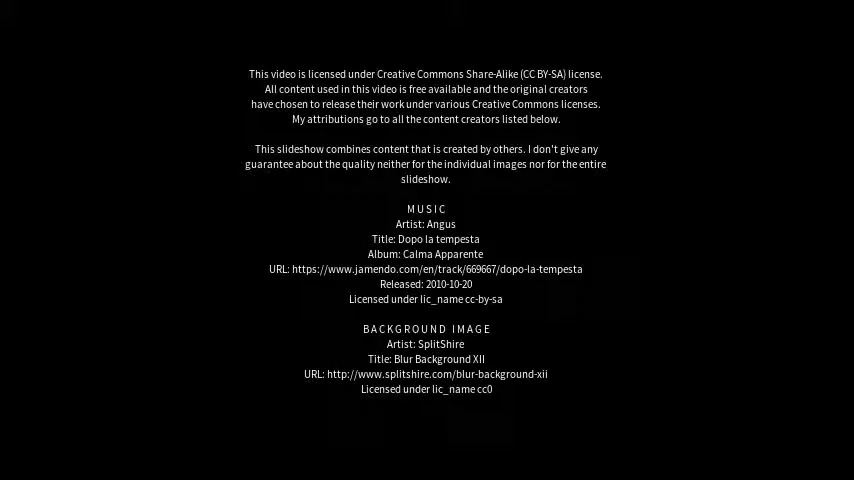 This video is licensed under Creative Commons Share-Alike (CC BY-SA) license.
All content used in this video is free available and the original creators
have chosen to release their work under various Creative Commons licenses.
My attributions go to all the content creators listed below.
This slideshow combines content that is created by others. I don't give any
guarantee about the quality neither for the individual images nor for the entire
slideshow.
MUSIC
Artist: Angus
Title: Dopo la tempesta
Album: Calma Apparente
URL: https://www.jamendo.com/en/track/669667/dopo-la-tempesta
Released: 2010-10-20
Licensed under lic_name cc-by-sa
BACKGROUND IMAGE
Artist: SplitShire
Title: Blur Background XII
URL: http://www.splitshire.com/blur-background-xii
Licensed under lic_name cc0